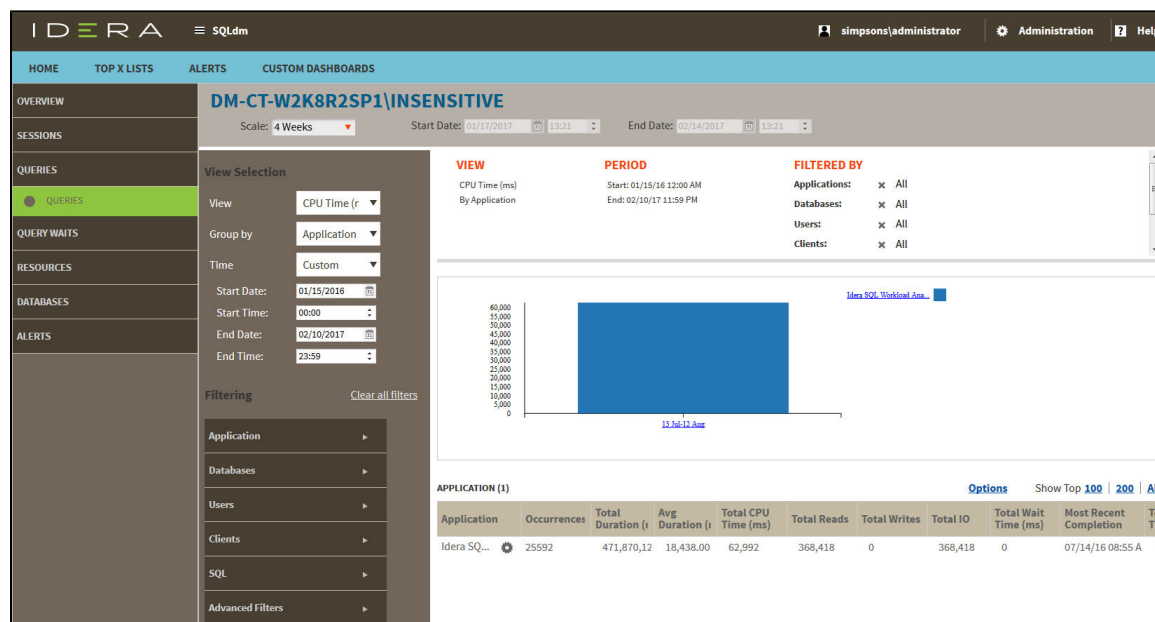 IDERA
SQLdm
simpsons\administrator
Administration
? Help
HOME
TOP X LISTS
ALERTS
CUSTOM DASHBOARDS
OVERVIEW
SESSIONS
QUERIES
QUERIES
QUERY WAITS
RESOURCES
DATABASES
ALERTS
DM-CT-W2K8R2SP1\INSENSITIVE
Scale: 4 Weeks
Start Date: 01/17/2017 13:21
End Date: 02/14/2017 13:21
View Selection
View CPU Time (r
Group by Application
Time Custom
Start Date: 01/15/2016
Start Time: 00:00
End Date: 02/10/2017
End Time: 23:59
Filtering Clear all filters
Application
Databases
Users
Clients
SQL
Advanced Filters
VIEW
CPU Time (ms)
By Application
PERIOD
Start: 01/15/16 12:00 AM
End: 02/10/17 11:59 PM
FILTERED BY
Applications: All
Databases: All
Users: All
Clients: All
Idera SQL Workload Ana...
60,000
55,000
50,000
45,000
40,000
35,000
30,000
25,000
20,000
15,000
10,000
5,000
0
13 Jul-12 Aug
APPLICATION (1)
Options Show Top 100 | 200 |
Application Occurrences Total Duration ( Avg Duration ( Total CPU Time (ms) Total Reads Total Writes Total IO Total Wait Time (ms) Most Recent Completion
Idera SQ... 25592 471,870,12 18,438.00 62,992 368,418 0 368,418 0 07/14/16 08:55 A